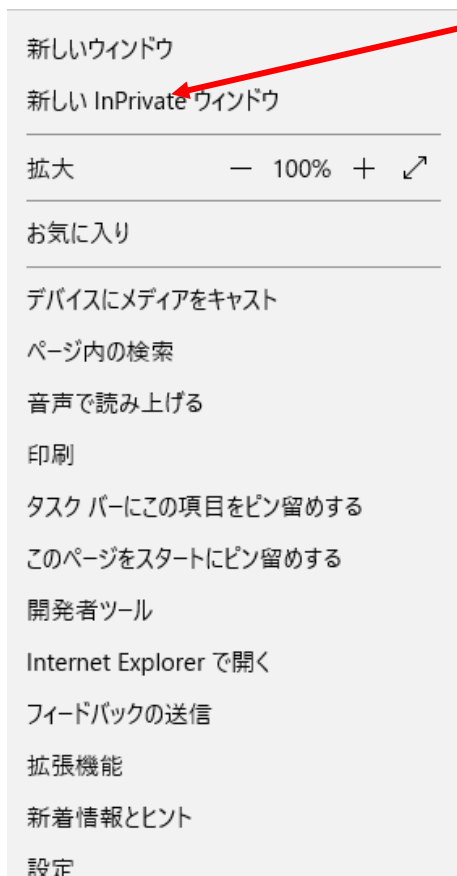 新しいウィンドウ
新しい InPrivate ウィンドウ
拡大 － 100% ＋
お気に入り
デバイスにメディアをキャスト
ページ内の検索
音声で読み上げる
印刷
タスク バーにこの項目をピン留めする
このページをスタートにピン留めする
開発者ツール
Internet Explorer で開く
フィードバックの送信
拡張機能
新着情報とヒント
設定